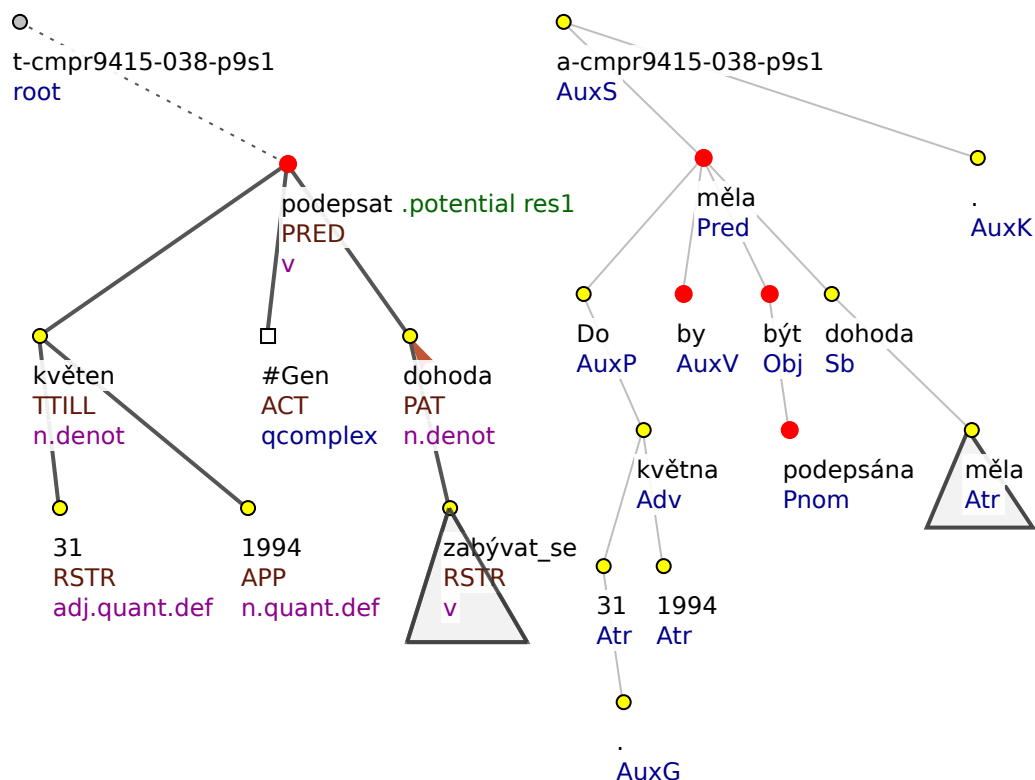 t-cmpr9415-038-p9s1
root
podepsat .potential res1
PRED
v
květen
TTILL
n.denot
#Gen
ACT
qcomplex
dohoda
PAT
n.denot
31
RSTR
adj.quant.def
1994
APP
n.quant.def
zabývat_se
RSTR
v
a-cmpr9415-038-p9s1
AuxS
měla
Pred
.
AuxK
Do
AuxP
by
AuxV
být
Obj
dohoda
Sb
května
Adv
podepsána
Pnom
měla
Atr
31
Atr
1994
Atr
.
AuxG